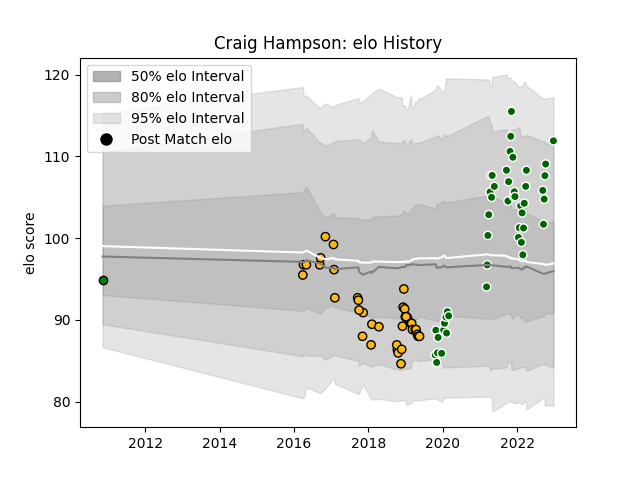 Craig Hampson: elo History
50% elo Interval
80% elo Interval
95% elo Interval
Post Match elo
elo score
120
110
100
90
80
2012 2014 2016 2018 2020 2022